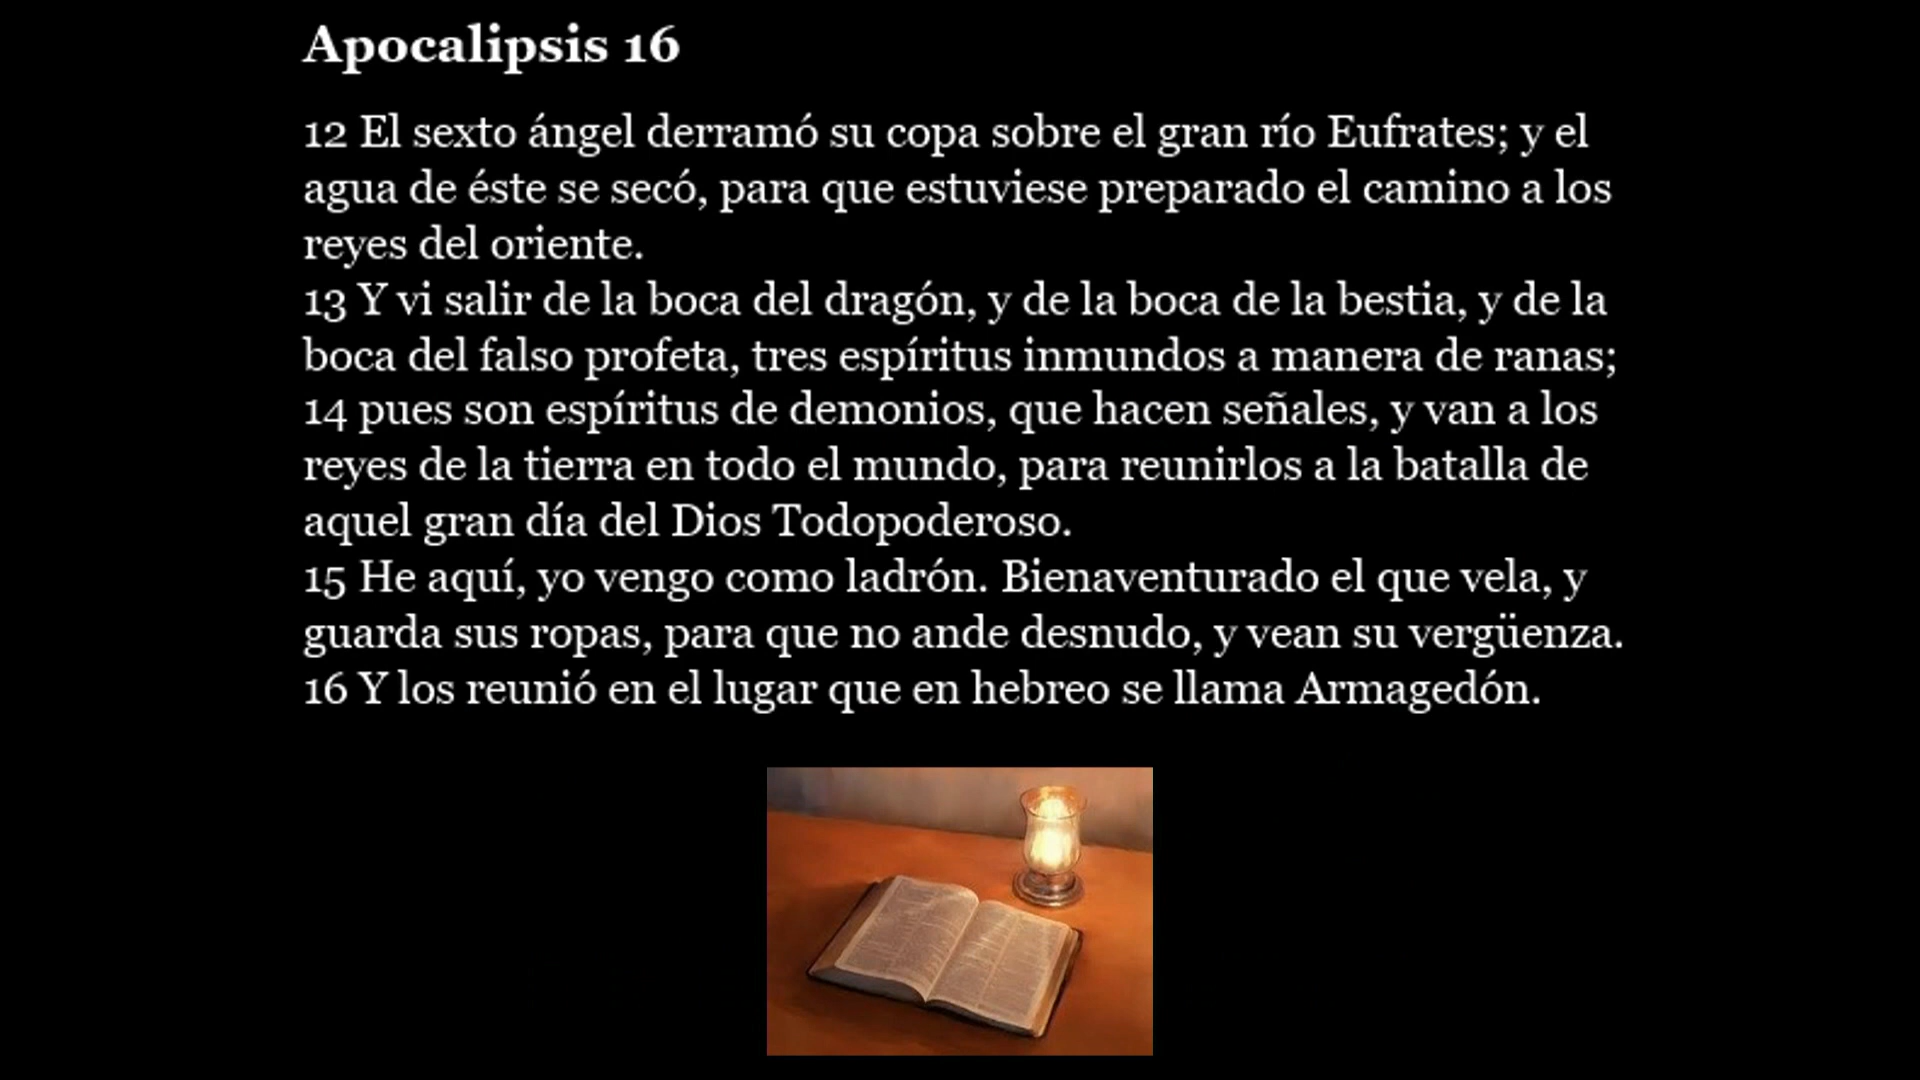 Apocalipsis 16
12 El sexto ángel derramó su copa sobre el gran río Eufrates; y el
agua de éste se secó, para que estuviese preparado el camino a los
reyes del oriente.
13 Y vi salir de la boca del dragón, y de la boca de la bestia, y de la
boca del falso profeta, tres espíritus inmundos a manera de ranas;
14 pues son espíritus de demonios, que hacen señales, y van a los
reyes de la tierra en todo el mundo, para reunirlos a la batalla de
aquel gran día del Dios Todopoderoso.
15 He aquí, yo vengo como ladrón. Bienaventurado el que vela, y
guarda sus ropas, para que no ande desnudo, y vean su vergüenza.
16 Y los reunió en el lugar que en hebreo se llama Armagedón.